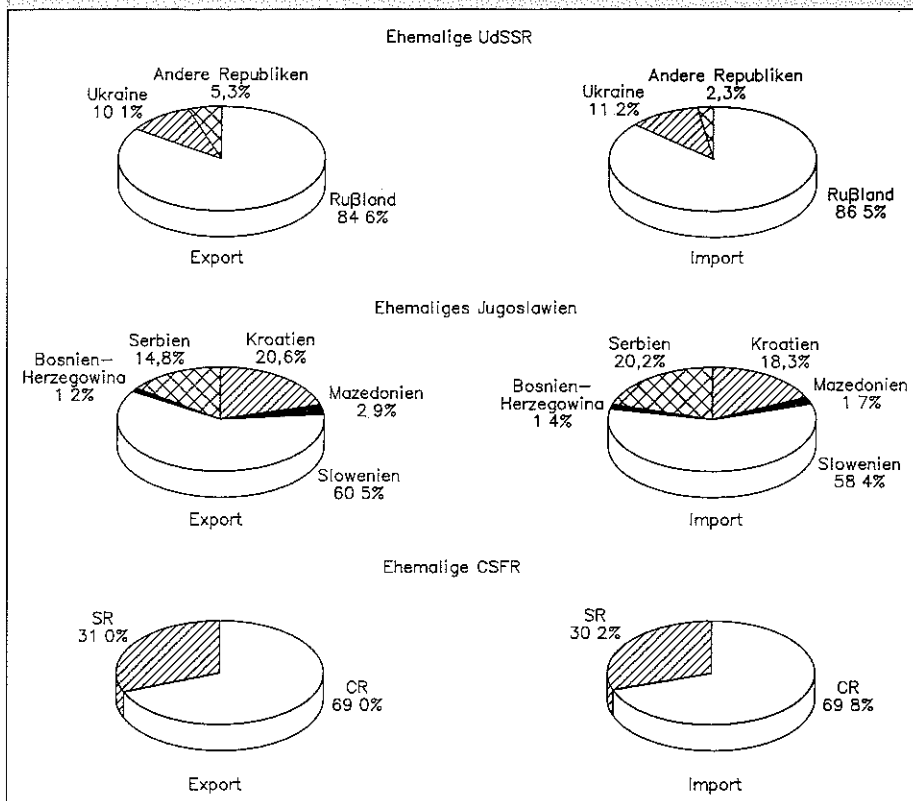 Ehemalige UdSSR
Andere Republiken
5,3%
Ukraine
10 1%
Rußland
84 6%
Export
Andere Republiken
2,3%
Ukraine
11 2%
Rußland
86 5%
Import
Ehemaliges Jugoslawien
Serbien
14,8%
Kroatien
20,6%
Bosnien-
Herzegowina
1 2%
Mazedonien
2 9%
Slowenien
60 5%
Export
Serbien
20,2%
Kroatien
18,3%
Bosnien-
Herzegowina
1 4%
Mazedonien
1 7%
Slowenien
58 4%
Import
Ehemalige CSFR
SR
31 0%
CR
69 0%
Export
SR
30 2%
CR
69 8%
Import